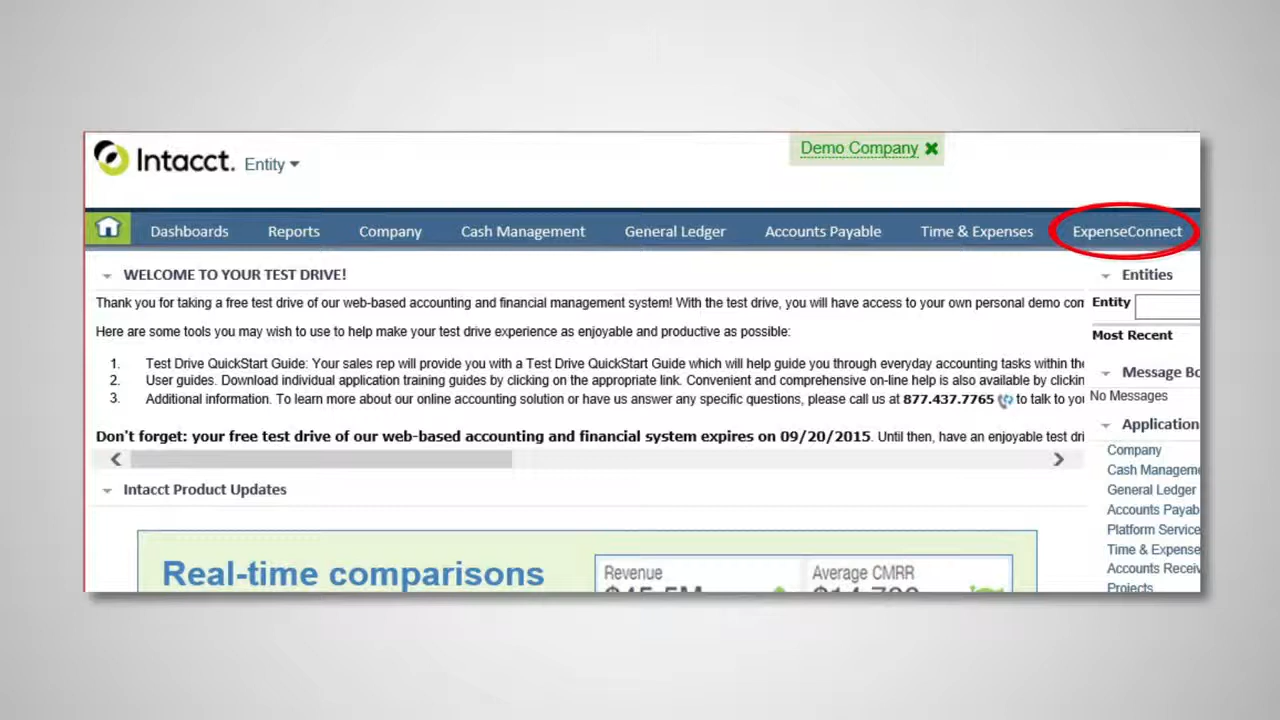 Intacct.
Entity
Demo Company
Dashboards Reports Company Cash Management General Ledger Accounts Payable Time & Expenses ExpenseConnect
WELCOME TO YOUR TEST DRIVE!
Thank you for taking a free test drive of our web-based accounting and financial management system! With the test drive, you will have access to your own personal demo com
Here are some tools you may wish to use to help make your test drive experience as enjoyable and productive as possible:
1. Test Drive QuickStart Guide: Your sales rep will provide you with a Test Drive QuickStart Guide which will help guide you through everyday accounting tasks within the
2. User guides. Download individual application training guides by clicking on the appropriate link. Convenient and comprehensive on-line help is also available by clickin
3. Additional information. To learn more about our online accounting solution or have us answer any specific questions, please call us at 877.437.7765 to talk to you
Don't forget: your free test drive of our web-based accounting and financial system expires on 09/20/2015. Until then, have an enjoyable test dri
Intacct Product Updates
Real-time comparisons
Revenue
Average CMRR
Entities
Entity
Most Recent
Message Bo
No Messages
Application
Company
Cash Manageme
General Ledger
Accounts Payab
Platform Service
Time & Expense
Accounts Receiv
Projects